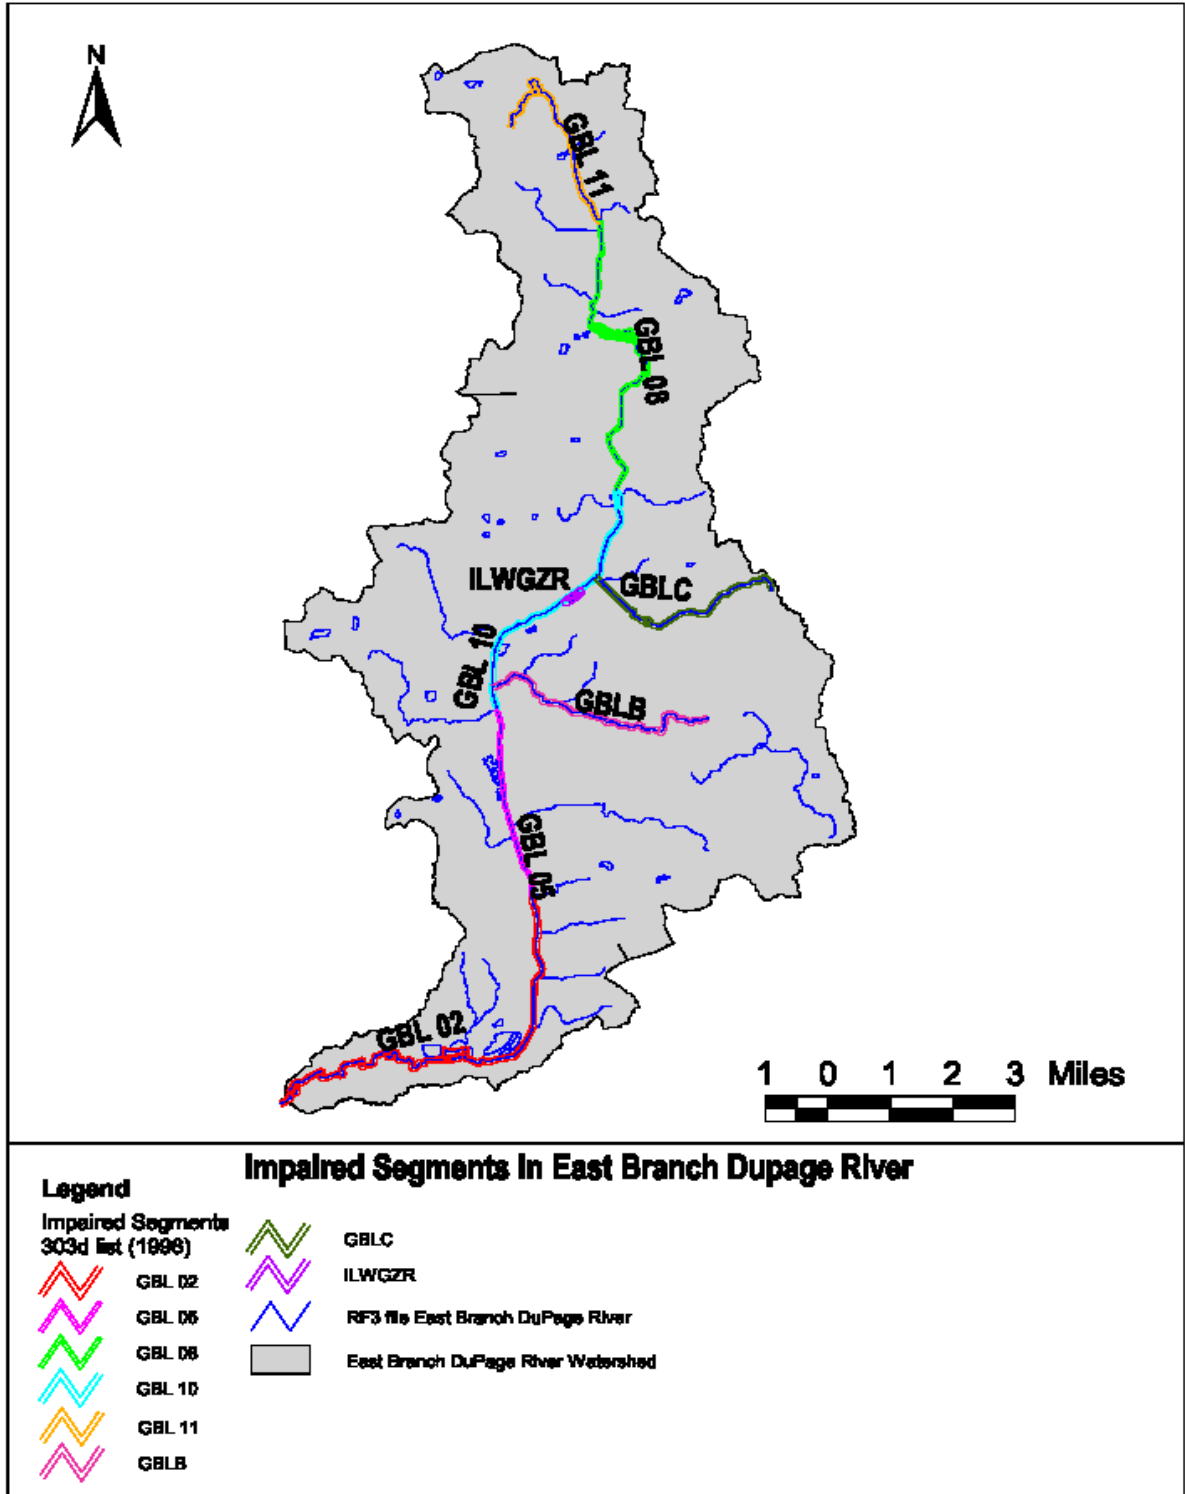 N
GBL 11
GBL 08
ILWGZR
GBLC
GBL 10
GBLB
GBL 05
GBL 02
1 0 1 2 3 Miles
Impaired Segments in East Branch Dupage River
Legend
Impaired Segments
303d list (1998)
GBL 02
GBL 05
GBL 08
GBL 10
GBL 11
GBLB
GBLC
ILWGZR
RF3 file East Branch DuPage River
East Branch DuPage River Watershed